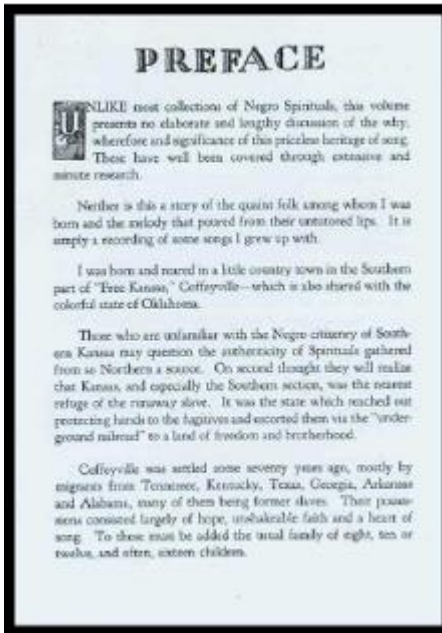 PREFACE
UNLIKE most collections of Negro Spirituals, this volume
presents no elaborate and lengthy discussion of the why,
wherefore and significance of this priceless heritage of song.
These have well been covered through extensive and
minute research.
Neither is this a story of the quaint folk among whom I was
born and the melody that poured from their untutored lips. It is
simply a recording of some songs I grew up with.
I was born and reared in a little country town in the Southern
part of "Free Kansas," Coffeyville—which is also shared with the
colorful state of Oklahoma.
Those who are unfamiliar with the Negro citizenry of South-
ern Kansas may question the authenticity of Spirituals gathered
from so Northern a source. On second thought they will realize
that Kansas, and especially the Southern section, was the nearest
refuge of the runaway slave. It was the state which reached out
protecting hands to the fugitives and escorted them via the "under-
ground railroad" to a land of freedom and brotherhood.
Coffeyville was settled some seventy years ago, mostly by
migrants from Tennessee, Kentucky, Texas, Georgia, Arkansas
and Alabama, many of them being former slaves. Their posses-
sions consisted largely of hope, unshakeable faith and a heart of
song. To these must be added the usual family of eight, ten or
twelve, and often, sixteen children.